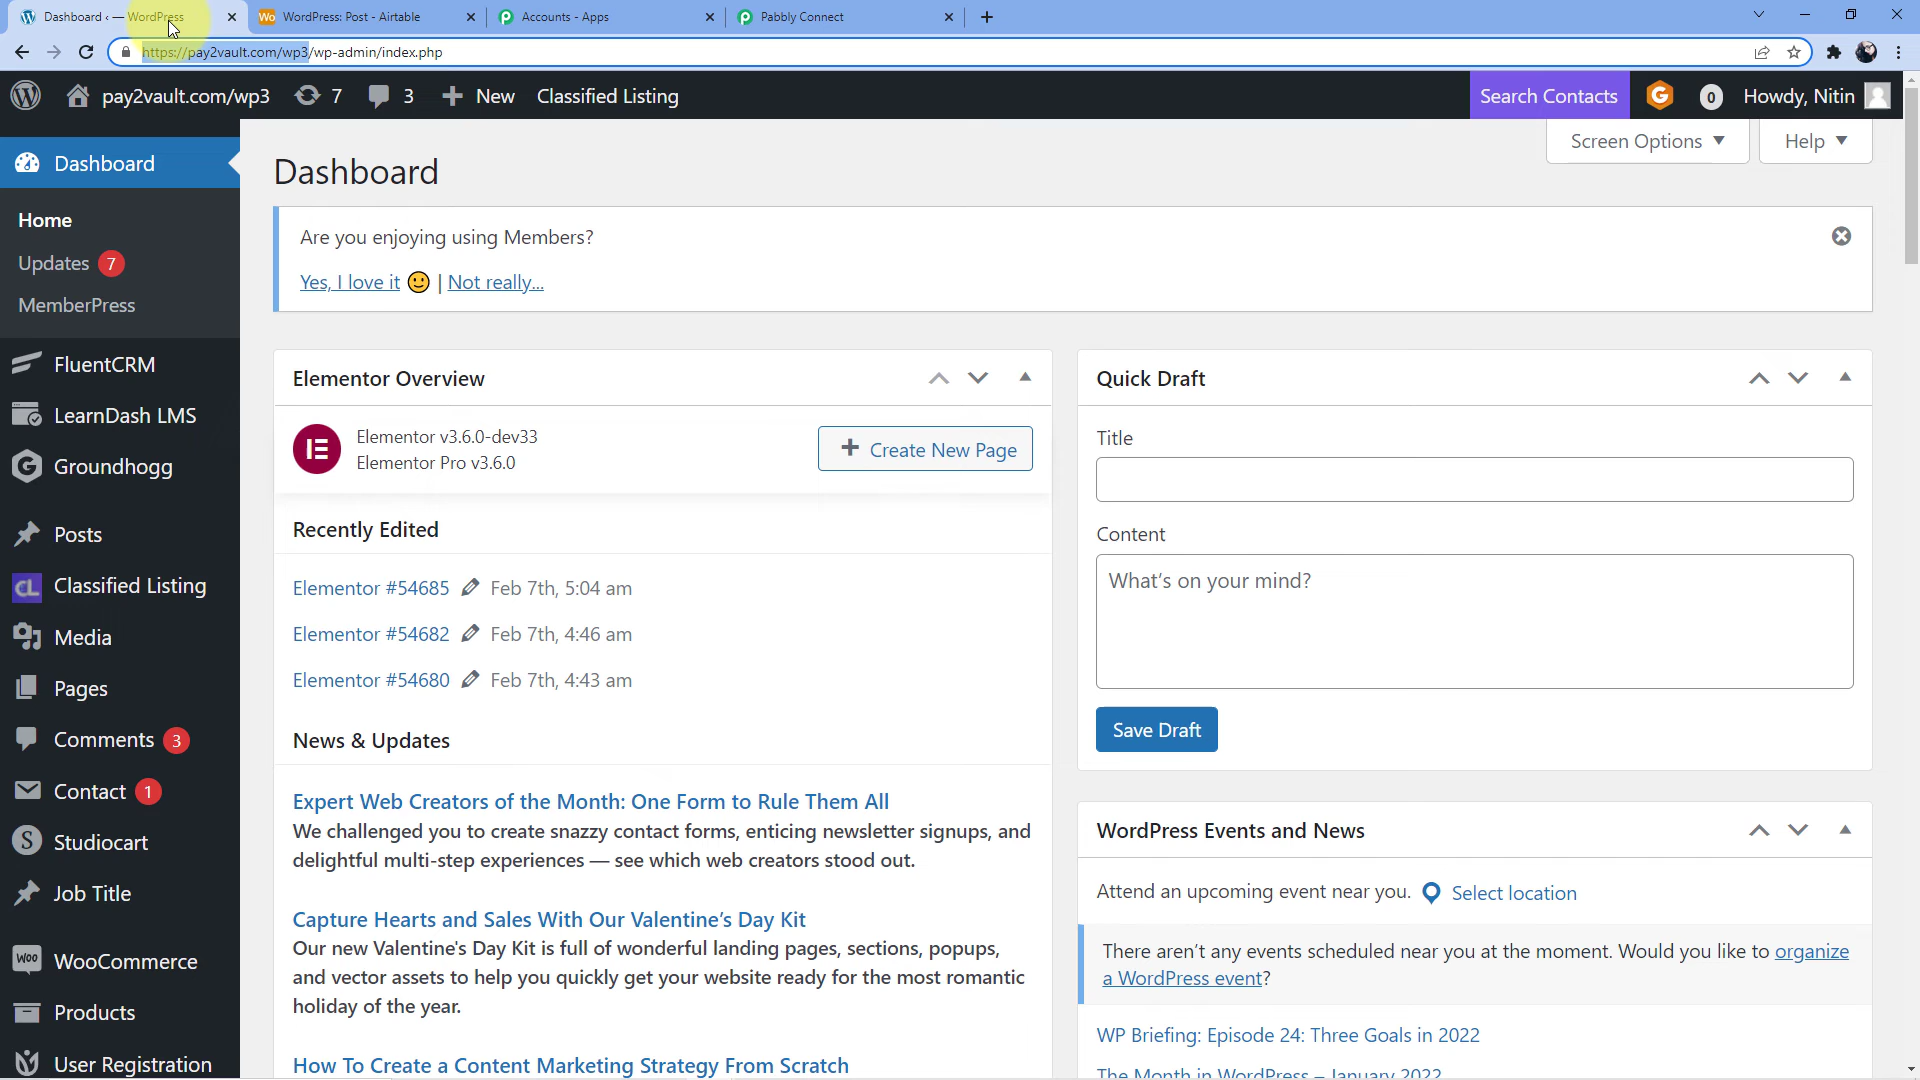 Dashboard ‹ — WordPress
WordPress: Post - Airtable
Accounts - Apps
Pabbly Connect
https://pay2vault.com/wp3/wp-admin/index.php
pay2vault.com/wp3
7
3
New
Classified Listing
Search Contacts
0
Howdy, Nitin
Screen Options
Help
Dashboard
Home
Updates 7
MemberPress
FluentCRM
LearnDash LMS
Groundhogg
Posts
Classified Listing
Media
Pages
Comments 3
Contact 1
Studiocart
Job Title
WooCommerce
Products
User Registration
Dashboard
Are you enjoying using Members?
Yes, I love it 🙂 | Not really...
Elementor Overview
Elementor v3.6.0-dev33
Elementor Pro v3.6.0
Create New Page
Recently Edited
Elementor #54685 Feb 7th, 5:04 am
Elementor #54682 Feb 7th, 4:46 am
Elementor #54680 Feb 7th, 4:43 am
News & Updates
Expert Web Creators of the Month: One Form to Rule Them All
We challenged you to create snazzy contact forms, enticing newsletter signups, and
delightful multi-step experiences — see which web creators stood out.
Capture Hearts and Sales With Our Valentine’s Day Kit
Our new Valentine's Day Kit is full of wonderful landing pages, sections, popups,
and vector assets to help you quickly get your website ready for the most romantic
holiday of the year.
How To Create a Content Marketing Strategy From Scratch
Quick Draft
Title
Content
What’s on your mind?
Save Draft
WordPress Events and News
Attend an upcoming event near you. Select location
There aren’t any events scheduled near you at the moment. Would you like to organize
a WordPress event?
WP Briefing: Episode 24: Three Goals in 2022
The Month in WordPress – January 2022